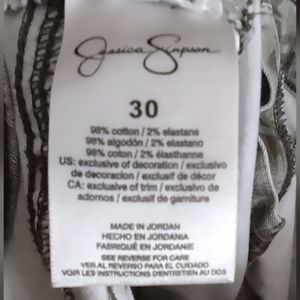 Jessica Simpson
30
98% cotton / 2% elastane
98% algodón / 2% elastano
98% coton / 2% élasthanne
US: exclusive of decoration / exclusivo
de decoracion / exclusif de décor
CA: exclusive of trim / exclusivo de
adornos / exclusif de garniture
MADE IN JORDAN
HECHO EN JORDANIA
FABRIQUÉ EN JORDANIE
SEE REVERSE FOR CARE
VER AL REVERSO PARA EL CUIDADO
VOIR LES INSTRUCTIONS D'ENTRETIEN AU DOS